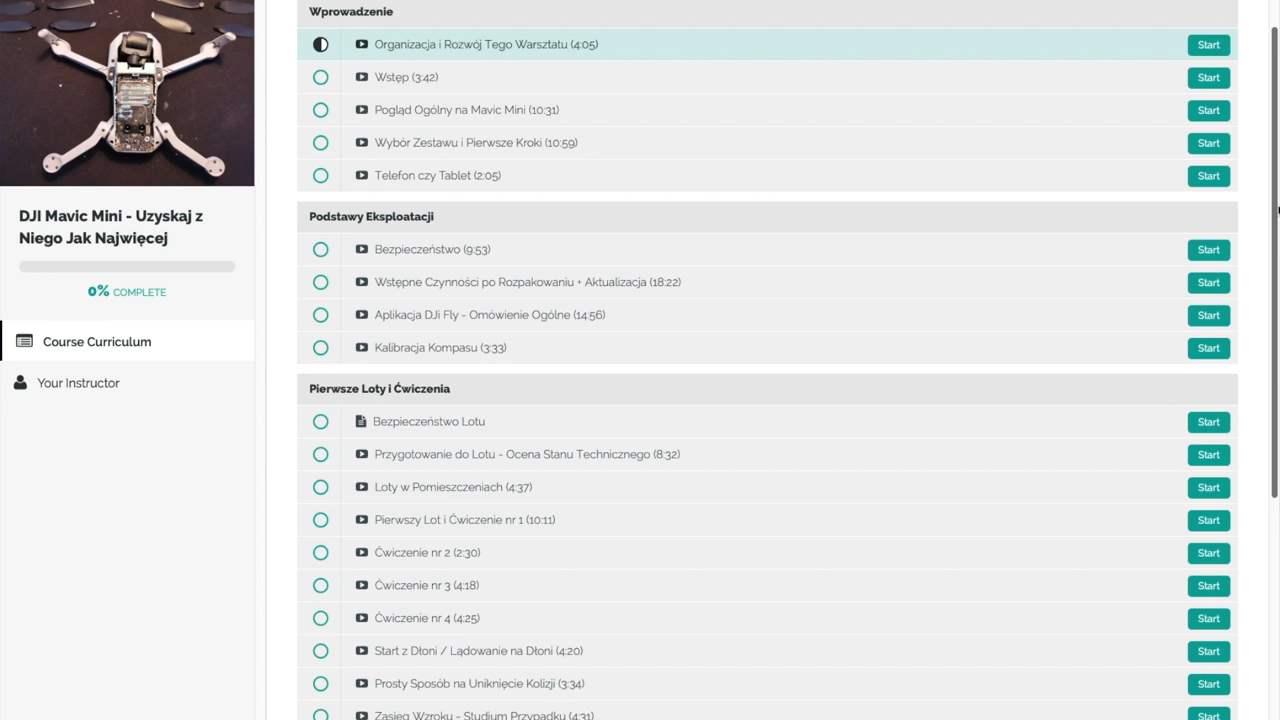 DJI Mavic Mini - Uzyskaj z
Niego Jak Najwięcej
0% COMPLETE
Course Curriculum
Your Instructor
Wprowadzenie
Organizacja i Rozwój Tego Warsztatu (4:05) Start
Wstęp (3:42) Start
Pogląd Ogólny na Mavic Mini (10:31) Start
Wybór Zestawu i Pierwsze Kroki (10:59) Start
Telefon czy Tablet (2:05) Start
Podstawy Eksploatacji
Bezpieczeństwo (9:53) Start
Wstępne Czynności po Rozpakowaniu + Aktualizacja (18:22) Start
Aplikacja DJi Fly - Omówienie Ogólne (14:56) Start
Kalibracja Kompasu (3:33) Start
Pierwsze Loty i Ćwiczenia
Bezpieczeństwo Lotu Start
Przygotowanie do Lotu - Ocena Stanu Technicznego (8:32) Start
Loty w Pomieszczeniach (4:37) Start
Pierwszy Lot i Ćwiczenie nr 1 (10:11) Start
Ćwiczenie nr 2 (2:30) Start
Ćwiczenie nr 3 (4:18) Start
Ćwiczenie nr 4 (4:25) Start
Start z Dłoni / Lądowanie na Dłoni (4:20) Start
Prosty Sposób na Uniknięcie Kolizji (3:34) Start
Zasięg Wzroku - Studium Przypadku (4:31) Start